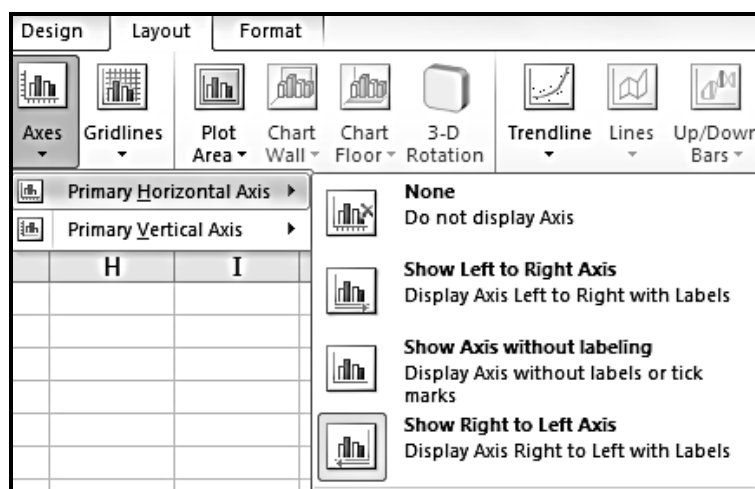 Design Layout Format
Axes Gridlines Plot Area Chart Wall Chart Floor 3-D Rotation Trendline Lines Up/Down Bars
Primary Horizontal Axis
Primary Vertical Axis
H I
None
Do not display Axis
Show Left to Right Axis
Display Axis Left to Right with Labels
Show Axis without labeling
Display Axis without labels or tick
marks
Show Right to Left Axis
Display Axis Right to Left with Labels